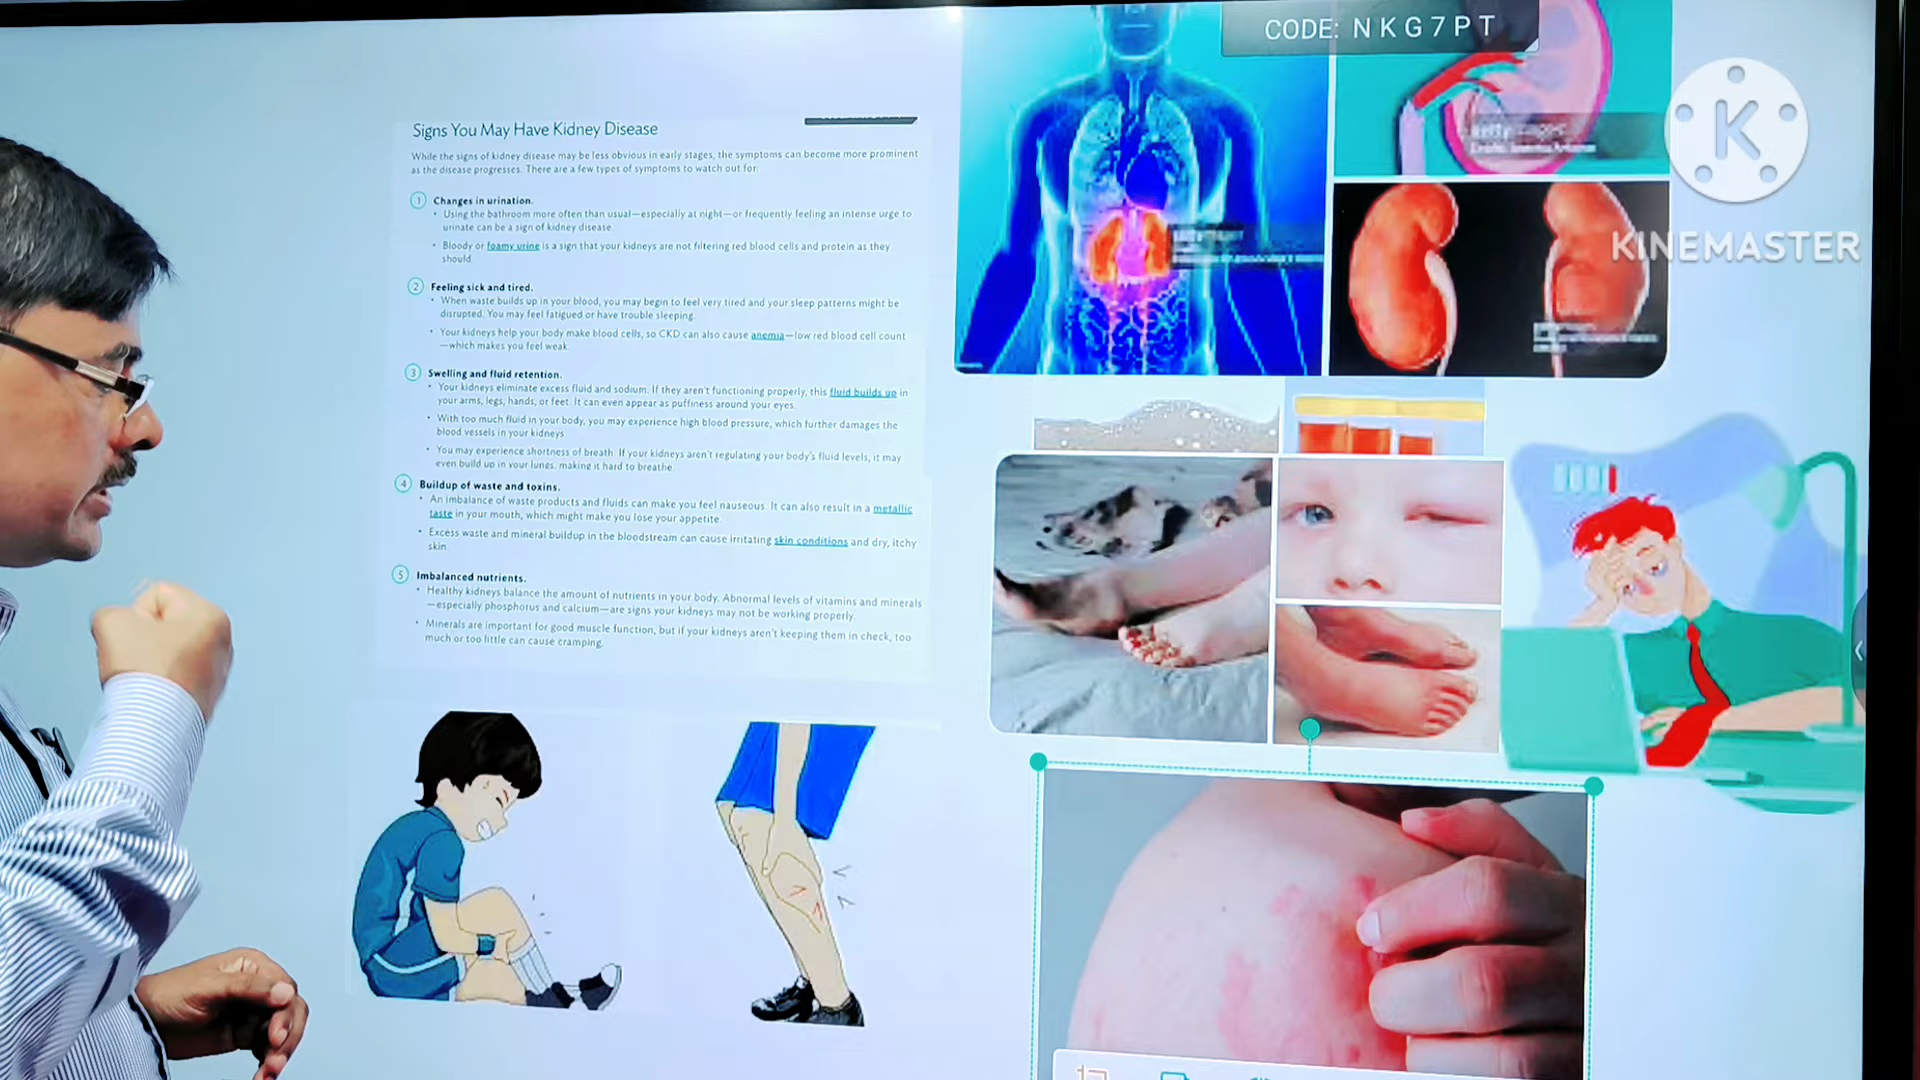 CODE: NKG7PT
KINEMASTER
Signs You May Have Kidney Disease
While the signs of kidney disease may be less obvious in early stages, the symptoms can become more prominent
as the disease progresses. There are a few types of symptoms to watch out for:
1 Changes in urination.
• Using the bathroom more often than usual—especially at night—or frequently feeling an intense urge to
urinate can be a sign of kidney disease.
• Bloody or foamy urine is a sign that your kidneys are not filtering red blood cells and protein as they
should.
2 Feeling sick and tired.
• When waste builds up in your blood, you may begin to feel very tired and your sleep patterns might be
disrupted. You may feel fatigued or have trouble sleeping.
• Your kidneys help your body make blood cells, so CKD can also cause anemia—low red blood cell count
—which makes you feel weak.
3 Swelling and fluid retention.
• Your kidneys eliminate excess fluid and sodium. If they aren't functioning properly, this fluid builds up in
your arms, legs, hands, or feet. It can even appear as puffiness around your eyes.
• With too much fluid in your body, you may experience high blood pressure, which further damages the
blood vessels in your kidneys.
• You may experience shortness of breath. If your kidneys aren't regulating your body's fluid levels, it may
even build up in your lungs, making it hard to breathe.
4 Buildup of waste and toxins.
• An imbalance of waste products and fluids can make you feel nauseous. It can also result in a metallic
taste in your mouth, which might make you lose your appetite.
• Excess waste and mineral buildup in the bloodstream can cause irritating skin conditions and dry, itchy
skin.
5 Imbalanced nutrients.
• Healthy kidneys balance the amount of nutrients in your body. Abnormal levels of vitamins and minerals
—especially phosphorus and calcium—are signs your kidneys may not be working properly.
• Minerals are important for good muscle function, but if your kidneys aren't keeping them in check, too
much or too little can cause cramping.